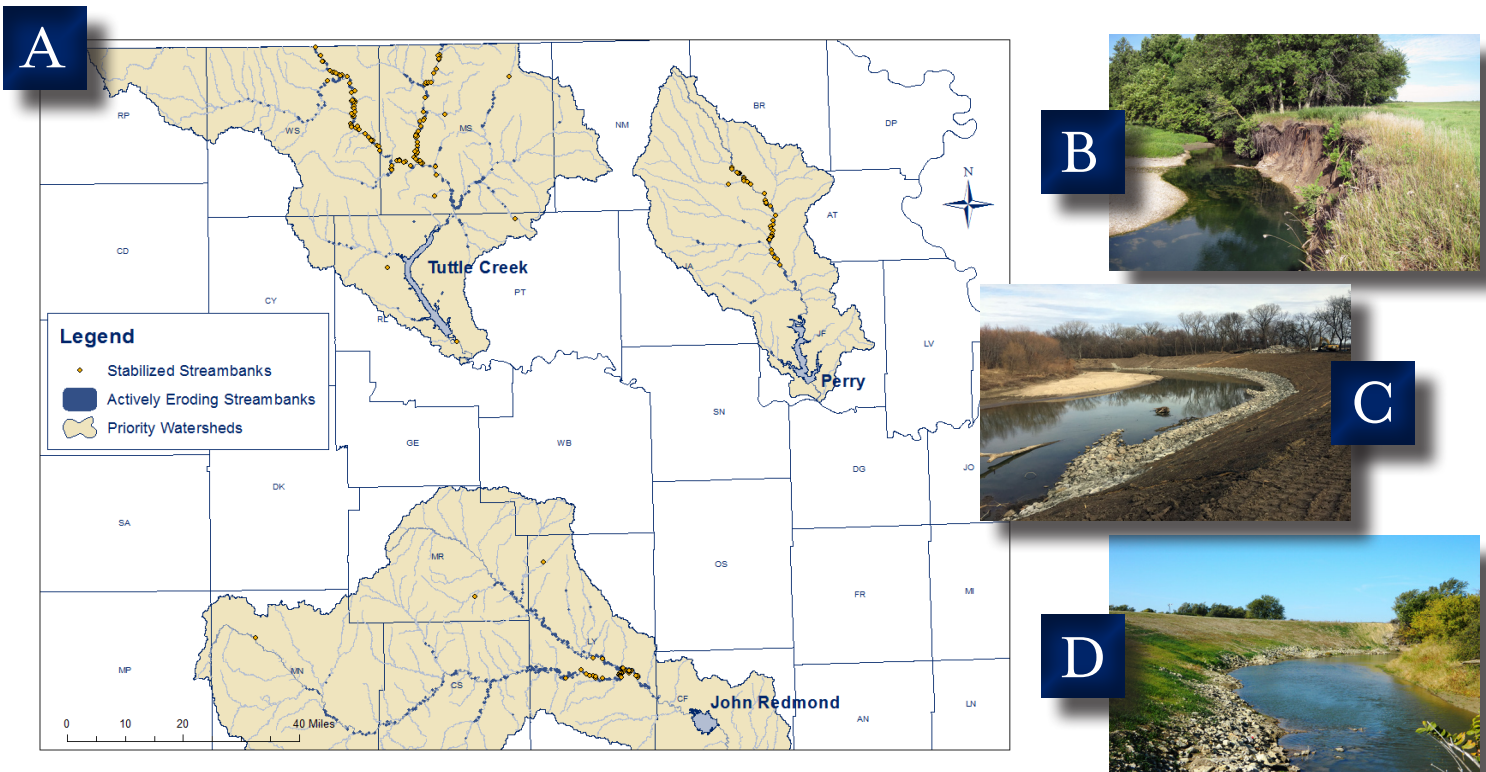 A
RP
WS
MS
NM
BR
DP
B
N
AT
CD
Tuttle Creek
JA
CY
PT
RL
Legend
JF
LV
Stabilized Streambanks
Perry
Actively Eroding Streambanks
C
SN
Priority Watersheds
GE
WB
DG
JO
DK
SA
MR
OS
FR
MI
LY
D
MP
MN
CS
CF
John Redmond
LN
AN
0 10 20 40 Miles